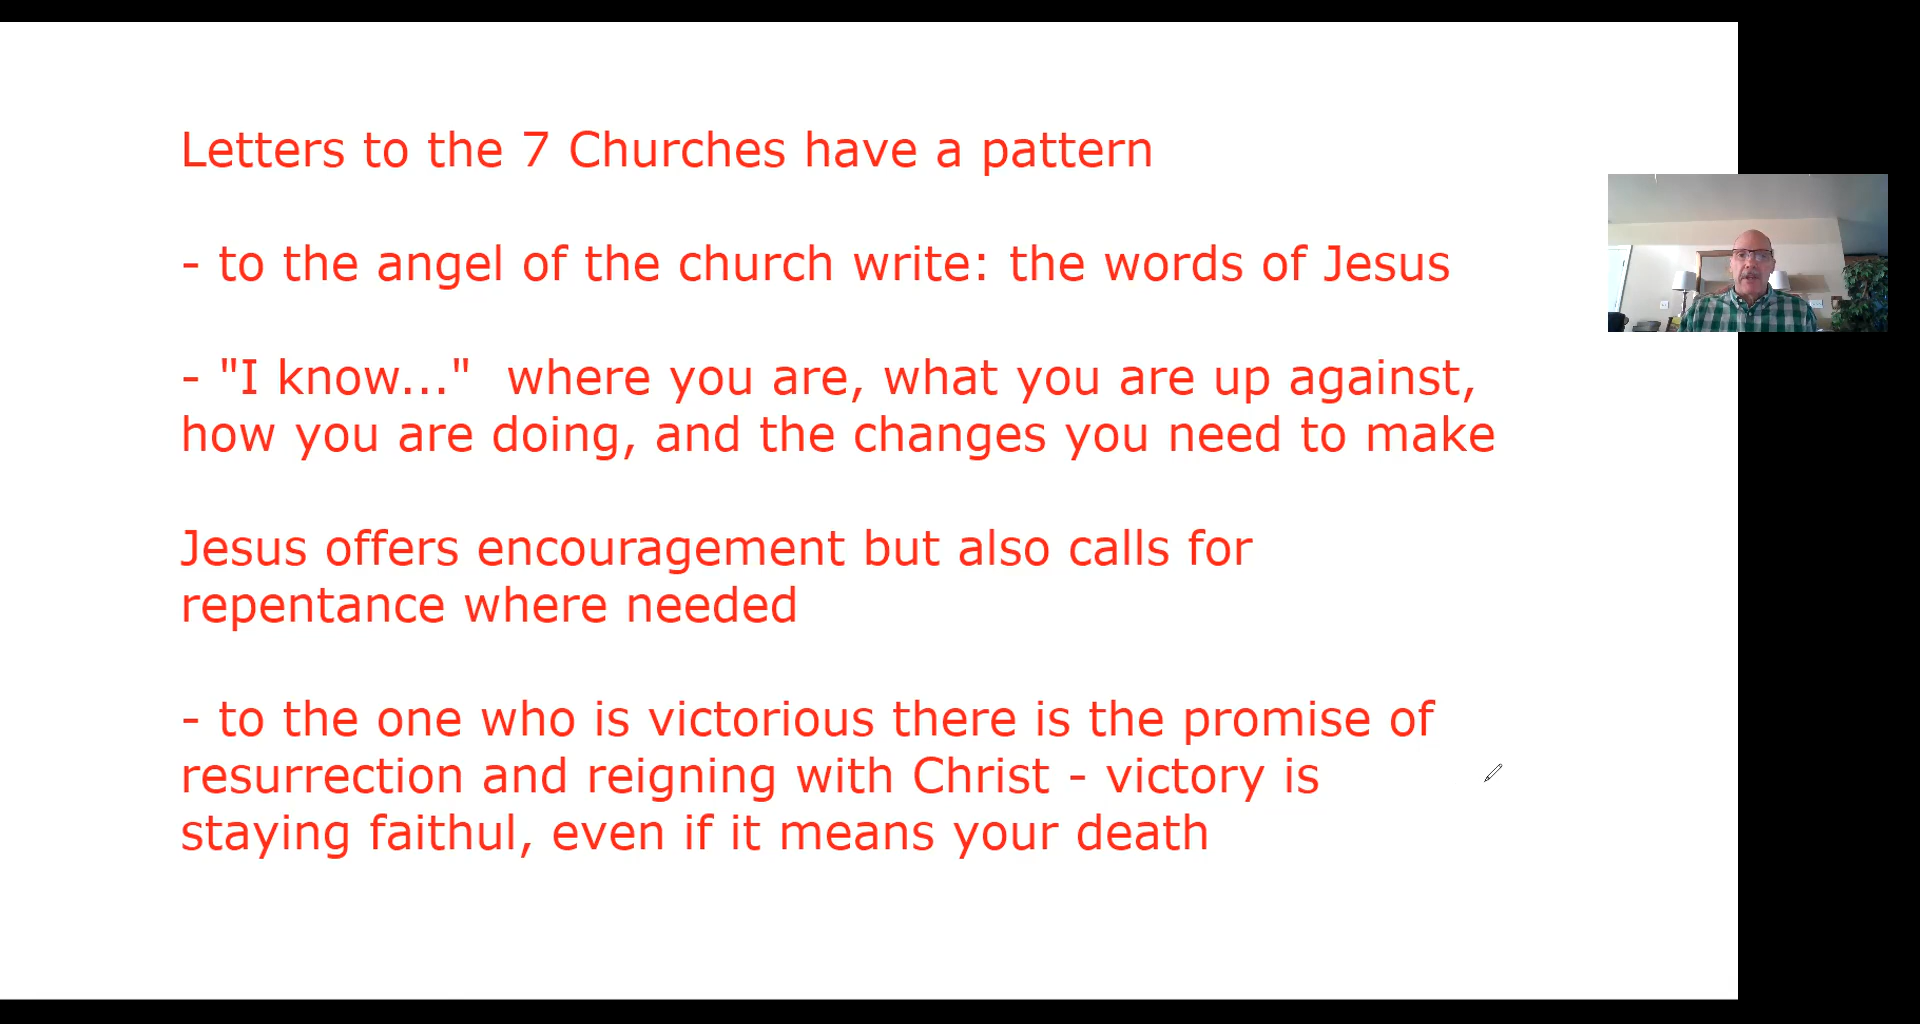 Letters to the 7 Churches have a pattern
- to the angel of the church write: the words of Jesus
- "I know..."  where you are, what you are up against,
how you are doing, and the changes you need to make
Jesus offers encouragement but also calls for
repentance where needed
- to the one who is victorious there is the promise of
resurrection and reigning with Christ - victory is
staying faithul, even if it means your death